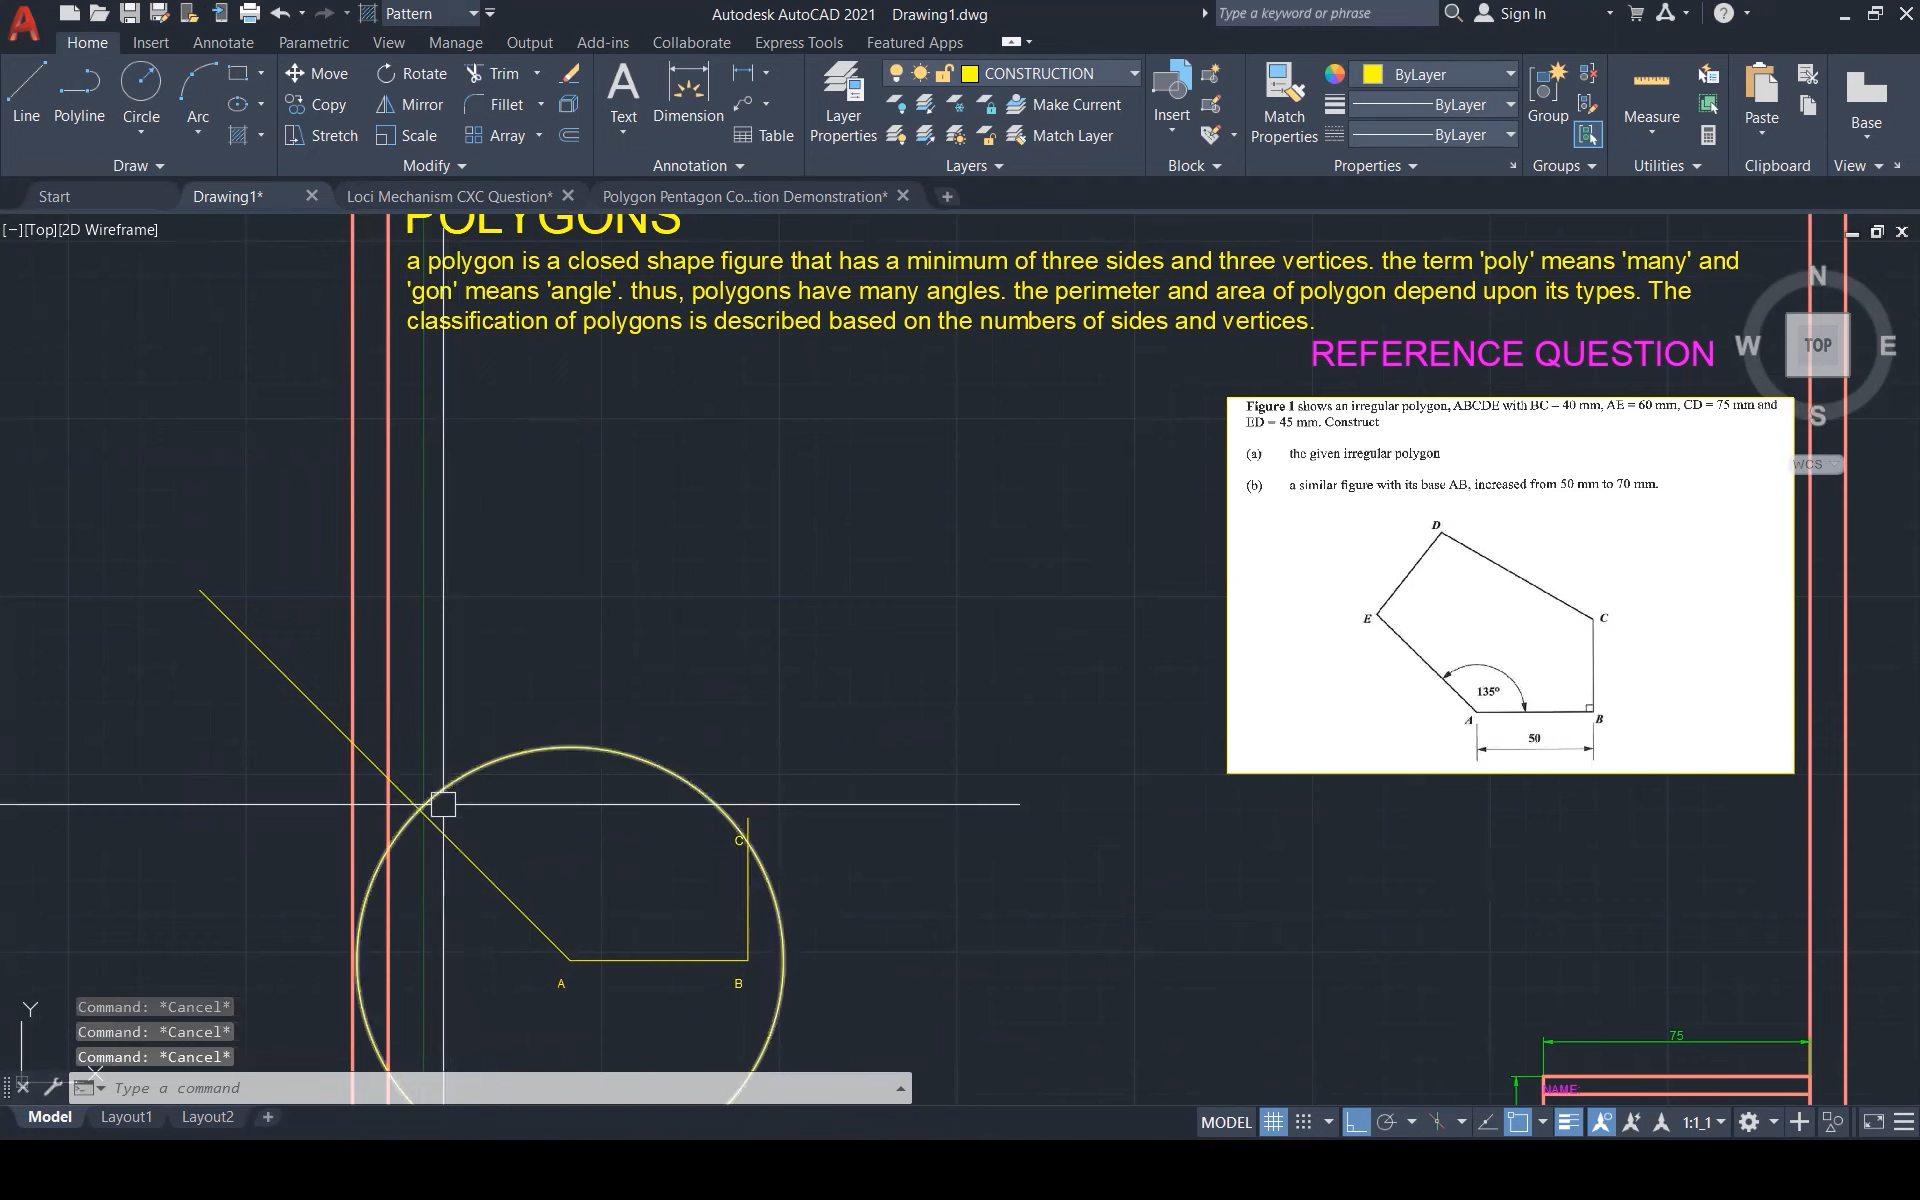 Pattern
Autodesk AutoCAD 2021 Drawing1.dwg
Type a keyword or phrase
Sign In
Home Insert Annotate Parametric View Manage Output Add-ins Collaborate Express Tools Featured Apps
Line Polyline Circle Arc
Move Rotate Trim
Copy Mirror Fillet
Stretch Scale Array
Text Dimension Table
Layer Properties
CONSTRUCTION
Make Current
Match Layer
Insert
Match Properties
ByLayer
ByLayer
ByLayer
Group Measure Paste Base
Draw Modify Annotation Layers Block Properties Groups Utilities Clipboard View
Start Drawing1* Loci Mechanism CXC Question* Polygon Pentagon Co...tion Demonstration*
[−][Top][2D Wireframe]
POLYGONS
a polygon is a closed shape figure that has a minimum of three sides and three vertices. the term 'poly' means 'many' and
'gon' means 'angle'. thus, polygons have many angles. the perimeter and area of polygon depend upon its types. The
classification of polygons is described based on the numbers of sides and vertices.
REFERENCE QUESTION
N
W TOP E
S
WCS
Figure 1 shows an irregular polygon, ABCDE with BC = 40 mm, AE = 60 mm, CD = 75 mm and
ED = 45 mm. Construct
(a) the given irregular polygon
(b) a similar figure with its base AB, increased from 50 mm to 70 mm.
D
E C
135º
A B
50
C
A B
75
NAME:
Y
X
Command: *Cancel*
Command: *Cancel*
Command: *Cancel*
Type a command
Model Layout1 Layout2 +
MODEL 1:1_1